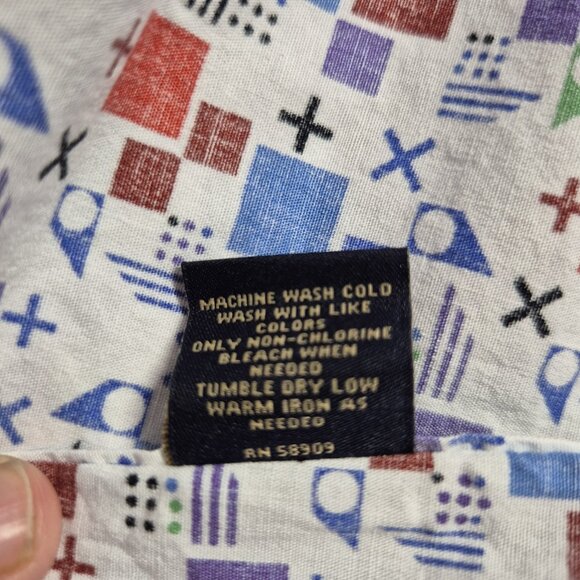 MACHINE WASH COLD
WASH WITH LIKE
COLORS
ONLY NON-CHLORINE
BLEACH WHEN
NEEDED
TUMBLE DRY LOW
WARM IRON AS
NEEDED
RN 58909